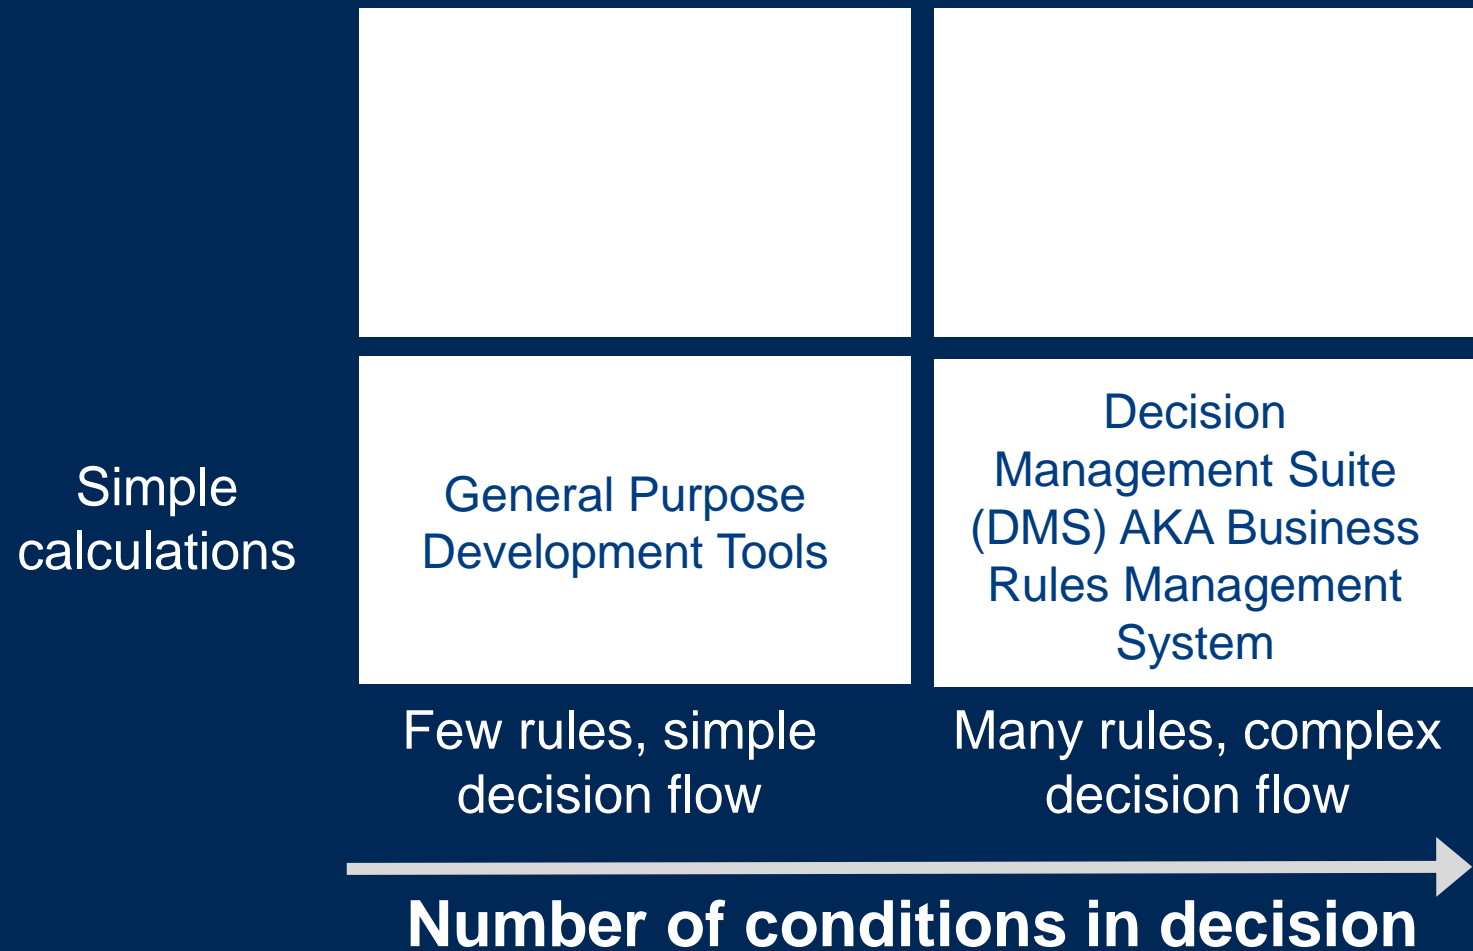 Simple
calculations
General Purpose
Development Tools
Decision
Management Suite
(DMS) AKA Business
Rules Management
System
Few rules, simple
decision flow
Many rules, complex
decision flow
Number of conditions in decision